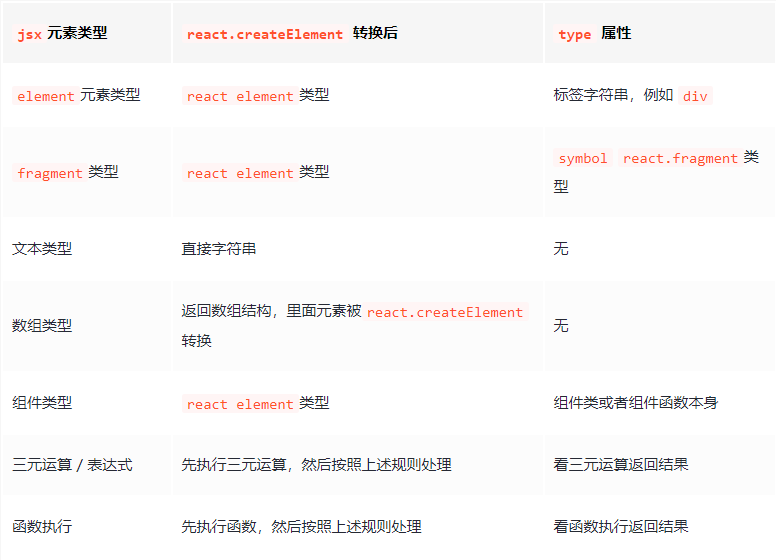 jsx 元素类型 react.createElement 转换后 type 属性
element 元素类型 react element 类型 标签字符串，例如 div
fragment 类型 react element 类型 symbol react.fragment 类
型
文本类型 直接字符串 无
数组类型 返回数组结构，里面元素被 react.createElement 无
转换
组件类型 react element 类型 组件类或者组件函数本身
三元运算 / 表达式 先执行三元运算，然后按照上述规则处理 看三元运算返回结果
函数执行 先执行函数，然后按照上述规则处理 看函数执行返回结果